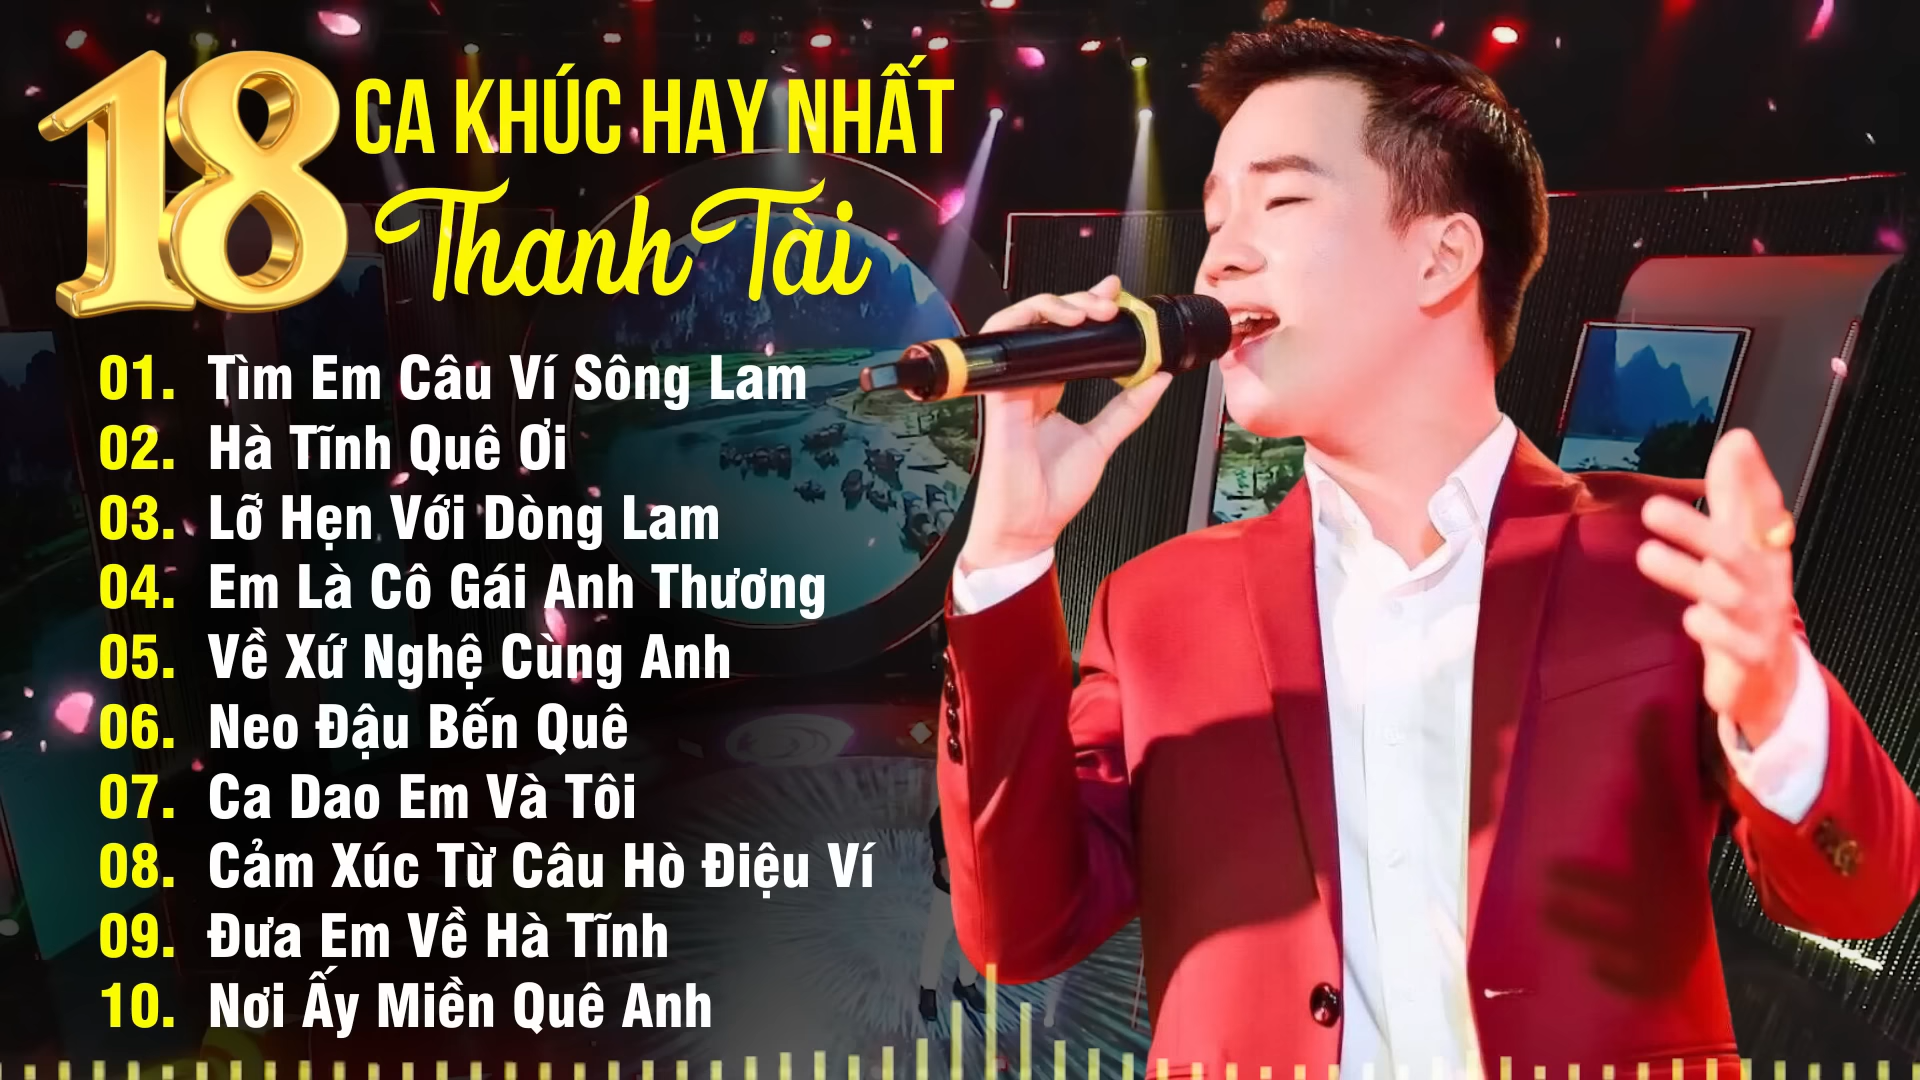 18 CA KHÚC HAY NHẤT
Thanh Tài
01. Tìm Em Câu Ví Sông Lam
02. Hà Tĩnh Quê Ơi
03. Lỡ Hẹn Với Dòng Lam
04. Em Là Cô Gái Anh Thương
05. Về Xứ Nghệ Cùng Anh
06. Neo Đậu Bến Quê
07. Ca Dao Em Và Tôi
08. Cảm Xúc Từ Câu Hò Điệu Ví
09. Đưa Em Về Hà Tĩnh
10. Nơi Ấy Miền Quê Anh